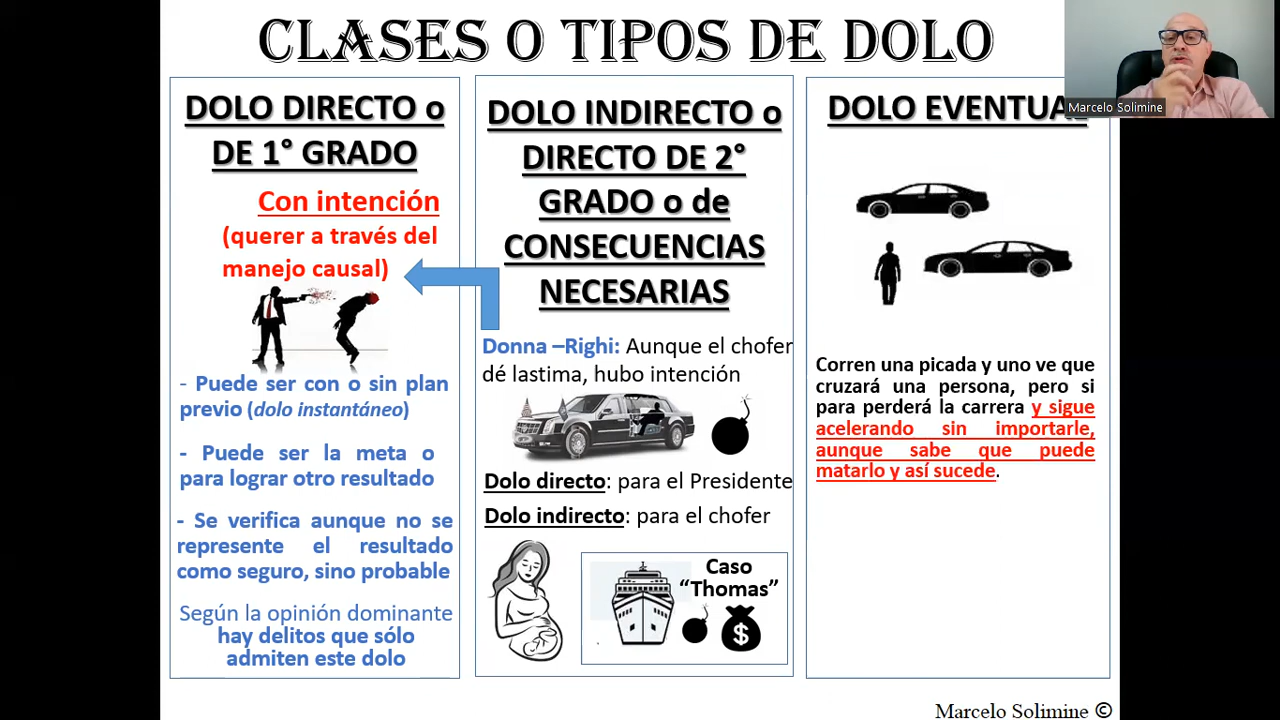 CLASES O TIPOS DE DOLO
Marcelo Solimine
DOLO DIRECTO o
DE 1° GRADO
Con intención
(querer a través del
manejo causal)
- Puede ser con o sin plan
previo (dolo instantáneo)
- Puede ser la meta o
para lograr otro resultado
- Se verifica aunque no se
represente el resultado
como seguro, sino probable
Según la opinión dominante
hay delitos que sólo
admiten este dolo
DOLO INDIRECTO o
DIRECTO DE 2°
GRADO o de
CONSECUENCIAS
NECESARIAS
Donna –Righi: Aunque el chofer
dé lastima, hubo intención
Dolo directo: para el Presidente
Dolo indirecto: para el chofer
Caso
“Thomas”
$
DOLO EVENTUAL
Corren una picada y uno ve que
cruzará una persona, pero si
para perderá la carrera y sigue
acelerando sin importarle,
aunque sabe que puede
matarlo y así sucede.
Marcelo Solimine ©